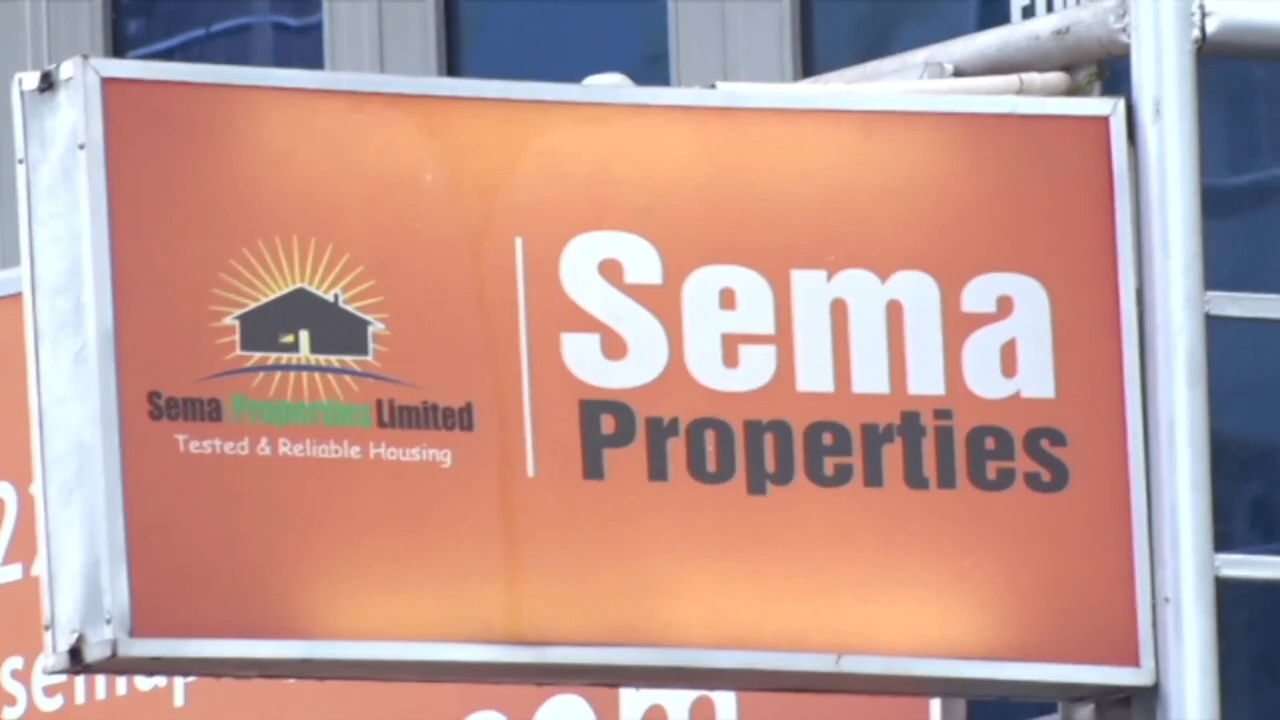 Sema
Properties
Sema Properties Limited
Tested & Reliable Housing